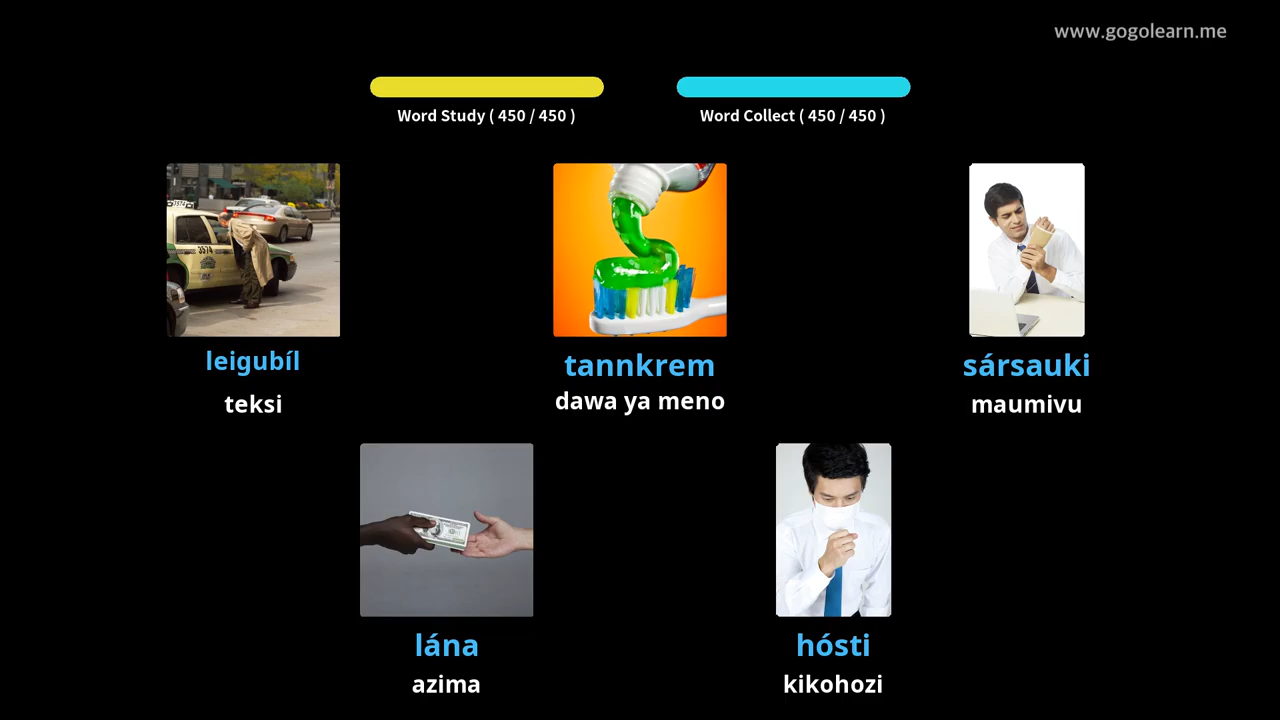 www.gogolearn.me
Word Study ( 450 / 450 )
Word Collect ( 450 / 450 )
3574
leigubíl
tannkrem
sársauki
teksi
dawa ya meno
maumivu
lána
hósti
azima
kikohozi